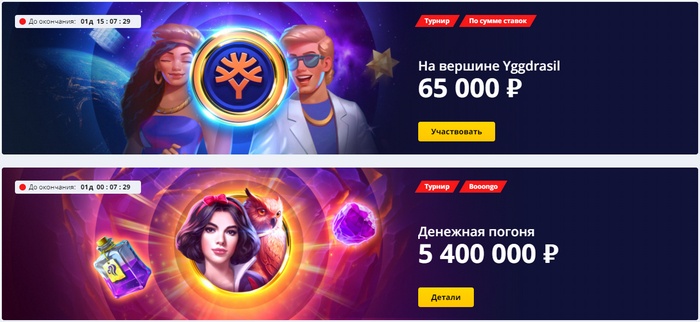 До окончания: 01д 15 : 07 : 29
Турнир По сумме ставок
На вершине Yggdrasil
65 000 ₽
Участвовать
До окончания: 01д 00 : 07 : 29
Турнир Booongo
Денежная погоня
5 400 000 ₽
Детали